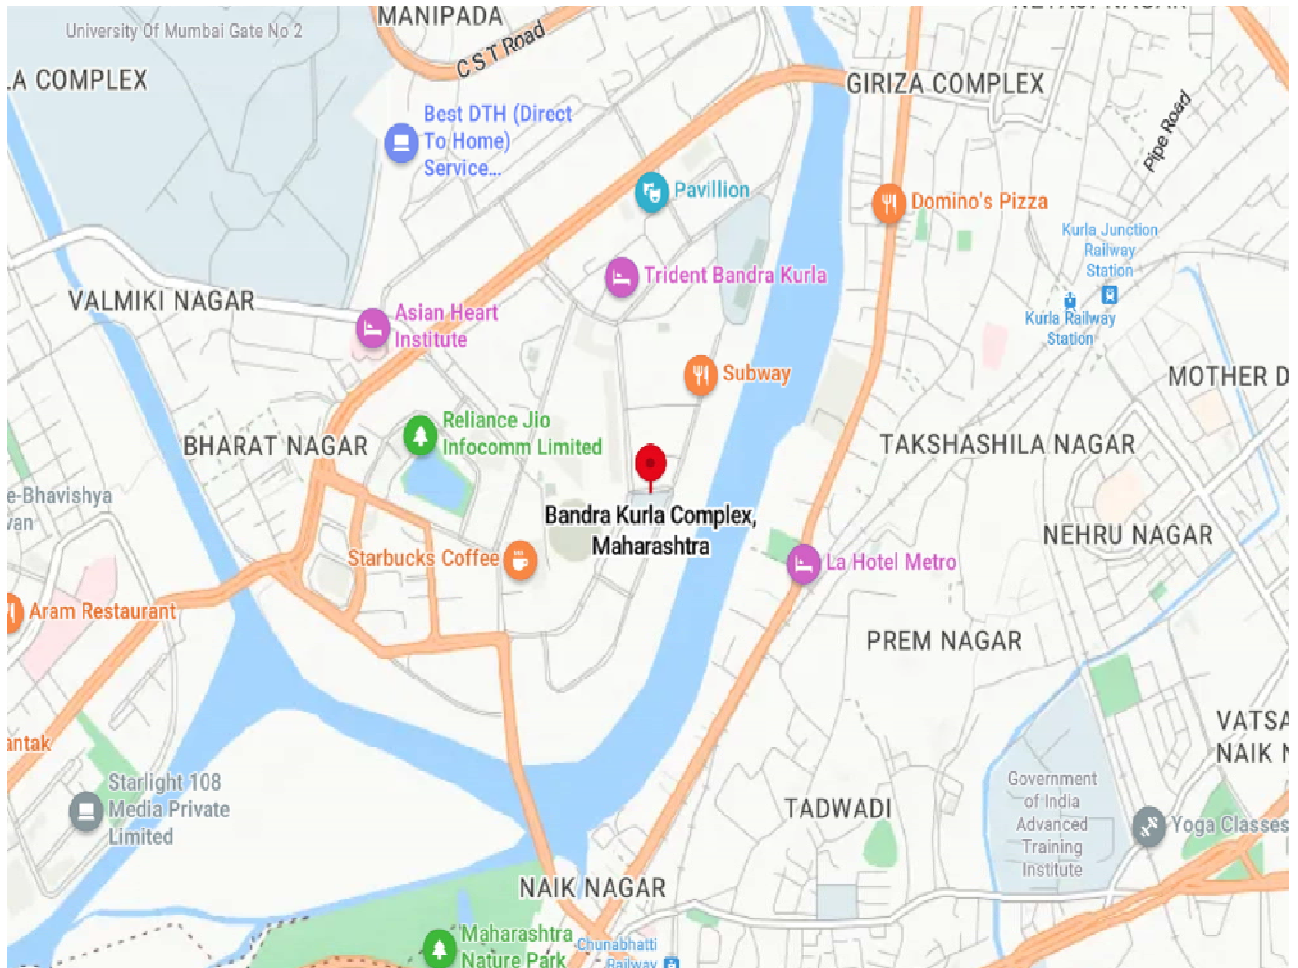 MANIPADA
University Of Mumbai Gate No 2
C S T Road
LA COMPLEX
GIRIZA COMPLEX
Best DTH (Direct
To Home)
Service...
Pipe Road
Pavillion
Domino's Pizza
Kurla Junction
Railway
Station
Trident Bandra Kurla
VALMIKI NAGAR
Asian Heart
Institute
Kurla Railway
Station
Subway
MOTHER D
Reliance Jio
Infocomm Limited
BHARAT NAGAR
TAKSHASHILA NAGAR
e-Bhavishya
wan
Bandra Kurla Complex,
Maharashtra
NEHRU NAGAR
Starbucks Coffee
La Hotel Metro
Aram Restaurant
PREM NAGAR
VATSA
NAIK N
antak
Starlight 108
Media Private
Limited
Government
of India
Advanced
Training
Institute
TADWADI
Yoga Classes
NAIK NAGAR
Maharashtra
Nature Park
Chunabhatti
Railway